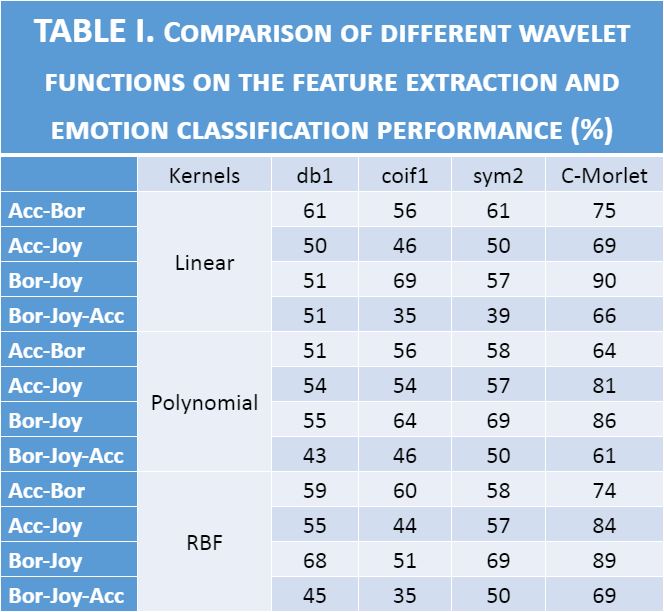 TABLE I. COMPARISON OF DIFFERENT WAVELET
FUNCTIONS ON THE FEATURE EXTRACTION AND
EMOTION CLASSIFICATION PERFORMANCE (%)
Kernels db1 coif1 sym2 C-Morlet
Acc-Bor Linear 61 56 61 75
Acc-Joy 50 46 50 69
Bor-Joy 51 69 57 90
Bor-Joy-Acc 51 35 39 66
Acc-Bor Polynomial 51 56 58 64
Acc-Joy 54 54 57 81
Bor-Joy 55 64 69 86
Bor-Joy-Acc 43 46 50 61
Acc-Bor RBF 59 60 58 74
Acc-Joy 55 44 57 84
Bor-Joy 68 51 69 89
Bor-Joy-Acc 45 35 50 69